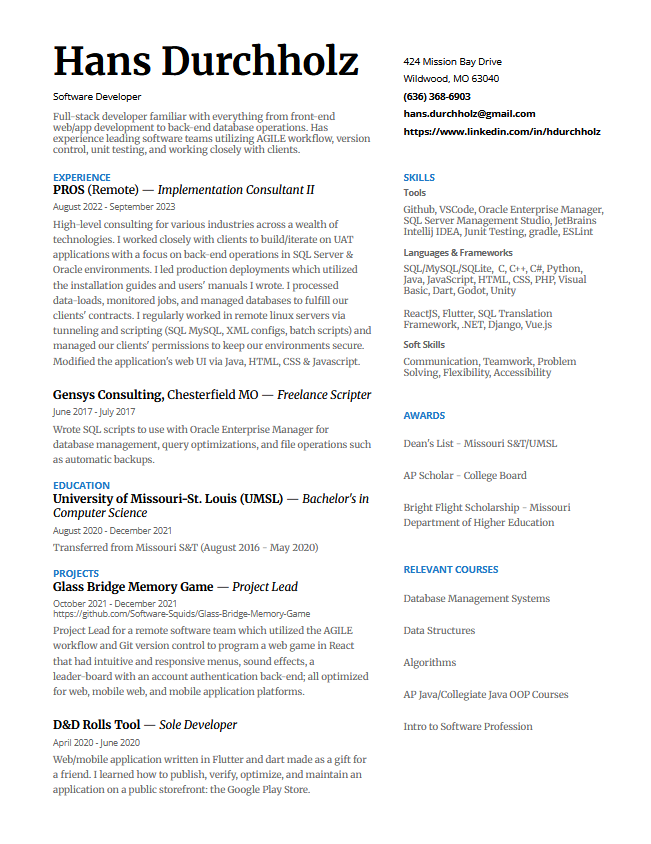 Hans Durchholz
Software Developer
Full-stack developer familiar with everything from front-end
web/app development to back-end database operations. Has
experience leading software teams utilizing AGILE workflow, version
control, unit testing, and working closely with clients.
424 Mission Bay Drive
Wildwood, MO 63040
(636) 368-6903
hans.durchholz@gmail.com
https://www.linkedin.com/in/hdurchholz
EXPERIENCE
PROS (Remote) — Implementation Consultant II
August 2022 - September 2023
High-level consulting for various industries across a wealth of
technologies. I worked closely with clients to build/iterate on UAT
applications with a focus on back-end operations in SQL Server &
Oracle environments. I led production deployments which utilized
the installation guides and users' manuals I wrote. I processed
data-loads, monitored jobs, and managed databases to fulfill our
clients' contracts. I regularly worked in remote linux servers via
tunneling and scripting (SQL MySQL, XML configs, batch scripts) and
managed our clients' permissions to keep our environments secure.
Modified the application's web UI via Java, HTML, CSS & Javascript.
Gensys Consulting, Chesterfield MO — Freelance Scripter
June 2017 - July 2017
Wrote SQL scripts to use with Oracle Enterprise Manager for
database management, query optimizations, and file operations such
as automatic backups.
EDUCATION
University of Missouri-St. Louis (UMSL) — Bachelor's in
Computer Science
August 2020 - December 2021
Transferred from Missouri S&T (August 2016 - May 2020)
PROJECTS
Glass Bridge Memory Game — Project Lead
October 2021 - December 2021
https://github.com/Software-Squids/Glass-Bridge-Memory-Game
Project Lead for a remote software team which utilized the AGILE
workflow and Git version control to program a web game in React
that had intuitive and responsive menus, sound effects, a
leader-board with an account authentication back-end; all optimized
for web, mobile web, and mobile application platforms.
D&D Rolls Tool — Sole Developer
April 2020 - June 2020
Web/mobile application written in Flutter and dart made as a gift for
a friend. I learned how to publish, verify, optimize, and maintain an
application on a public storefront: the Google Play Store.
SKILLS
Tools
Github, VSCode, Oracle Enterprise Manager,
SQL Server Management Studio, JetBrains
Intellij IDEA, Junit Testing, gradle, ESLint
Languages & Frameworks
SQL/MySQL/SQLite, C, C++, C#, Python,
Java, JavaScript, HTML, CSS, PHP, Visual
Basic, Dart, Godot, Unity
ReactJS, Flutter, SQL Translation
Framework, .NET, Django, Vue.js
Soft Skills
Communication, Teamwork, Problem
Solving, Flexibility, Accessibility
AWARDS
Dean's List - Missouri S&T/UMSL
AP Scholar - College Board
Bright Flight Scholarship - Missouri
Department of Higher Education
RELEVANT COURSES
Database Management Systems
Data Structures
Algorithms
AP Java/Collegiate Java OOP Courses
Intro to Software Profession